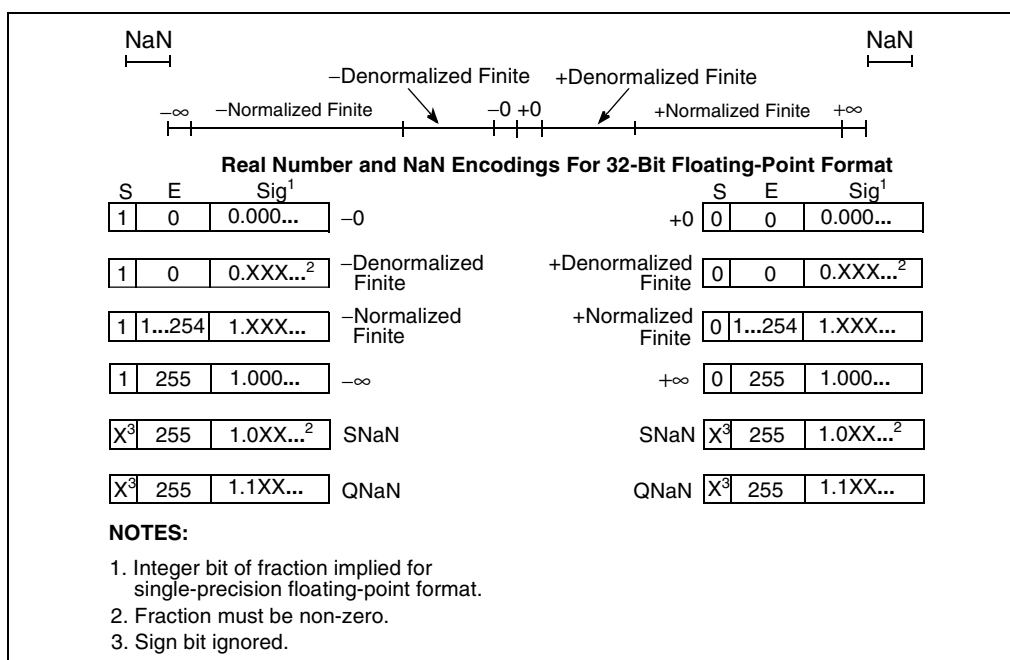 NaN NaN
−Denormalized Finite +Denormalized Finite
−∞ −Normalized Finite −0 +0 +Normalized Finite +∞
Real Number and NaN Encodings For 32-Bit Floating-Point Format
S E Sig1 S E Sig1
1 0 0.000... −0 +0 0 0 0.000...
1 0 0.XXX...2 −Denormalized Finite +Denormalized Finite 0 0 0.XXX...2
1 1...254 1.XXX... −Normalized Finite +Normalized Finite 0 1...254 1.XXX...
1 255 1.000... −∞ +∞ 0 255 1.000...
X3 255 1.0XX...2 SNaN SNaN X3 255 1.0XX...2
X3 255 1.1XX... QNaN QNaN X3 255 1.1XX...
NOTES:
1. Integer bit of fraction implied for
single-precision floating-point format.
2. Fraction must be non-zero.
3. Sign bit ignored.